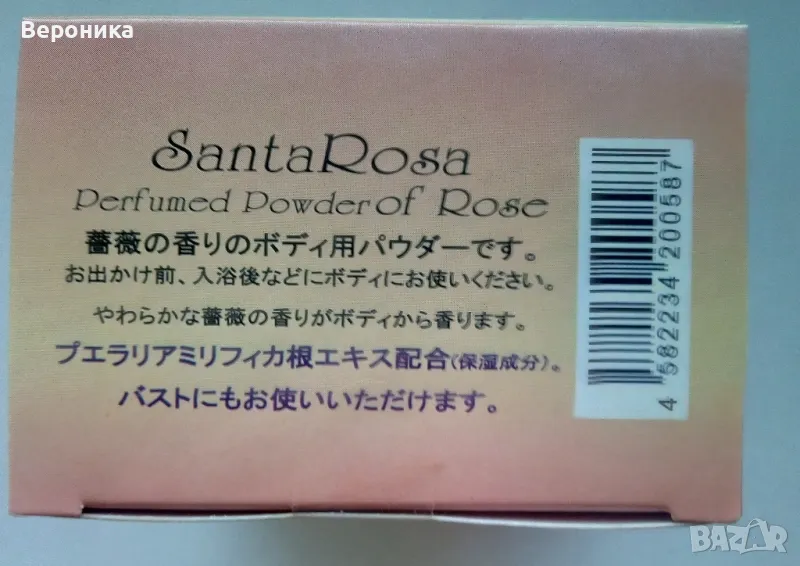 Вероника
SantaRosa
Perfumed Powder of Rose
薔薇の香りのボディ用パウダーです。
お出かけ前、入浴後などにボディにお使いください。
やわらかな薔薇の香りがボディから香ります。
プエラリアミリフィカ根エキス配合(保湿成分)。
バストにもお使いいただけます。
4 582234 200587
BAZAR